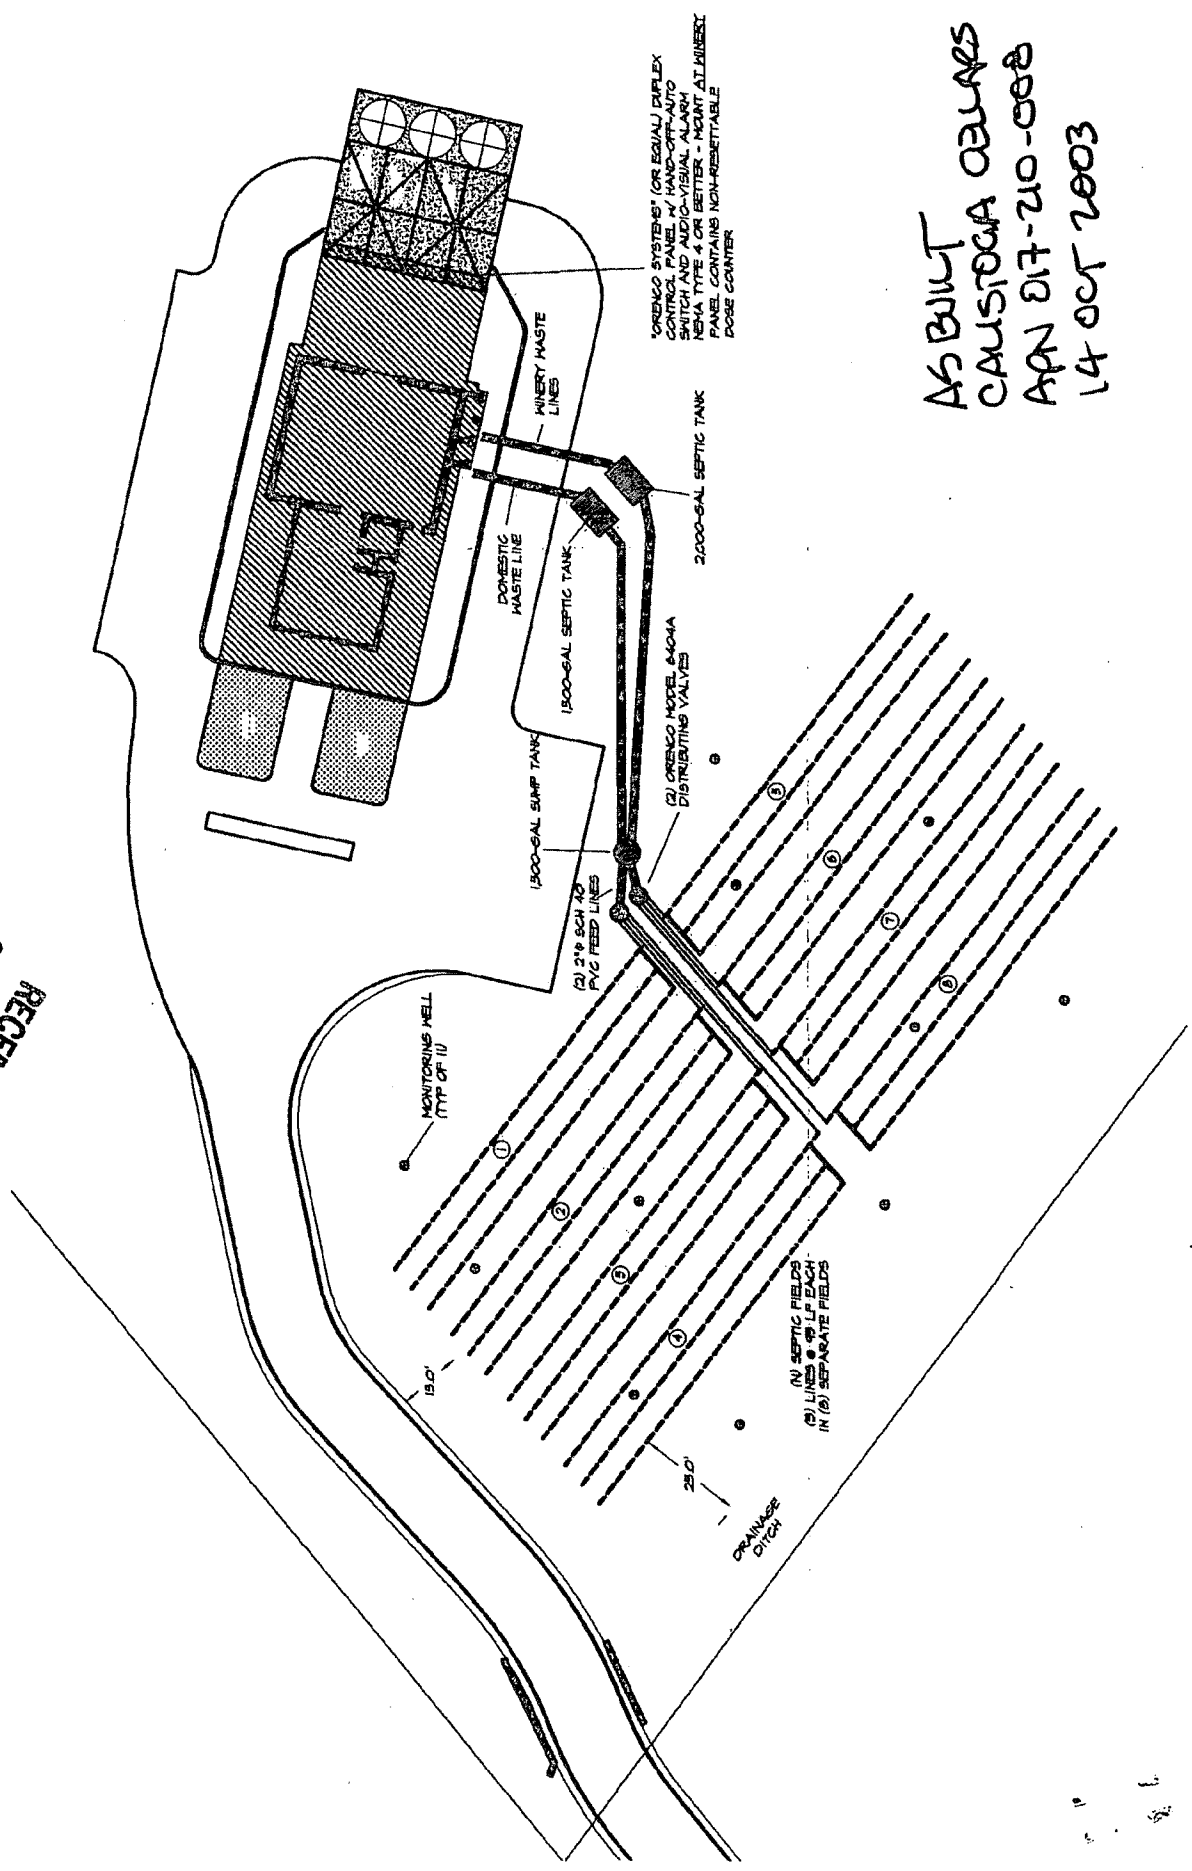 "ORENCO SYSTEMS" (OR EQUAL) DUPLEX
CONTROL PANEL W/ HAND-OFF-AUTO
SWITCH AND AUDIO-VISUAL ALARM
NEMA TYPE 4 OR BETTER - MOUNT AT WINERY
PANEL CONTAINS NON-RESETTABLE
DOSE COUNTER
WINERY WASTE
LINES
DOMESTIC
WASTE LINE
2,000-GAL SEPTIC TANK
1,500-GAL SEPTIC TANK
1,500-GAL SUMP TANK
(2) ORENCO MODEL 6404A
DISTRIBUTING VALVES
(2) 2"Φ SCH 40
PVC FEED LINES
MONITORING WELL
(TYP OF 11)
1
2
3
4
5
6
7
8
15.0'
25.0'
DRAINAGE
DITCH
(N) SEPTIC FIELDS
(3) LINES @ 95 LF EACH
IN (8) SEPARATE FIELDS
AS BUILT
CALISTOGA CELLARS
APN 017-210-008
14 OCT 2003